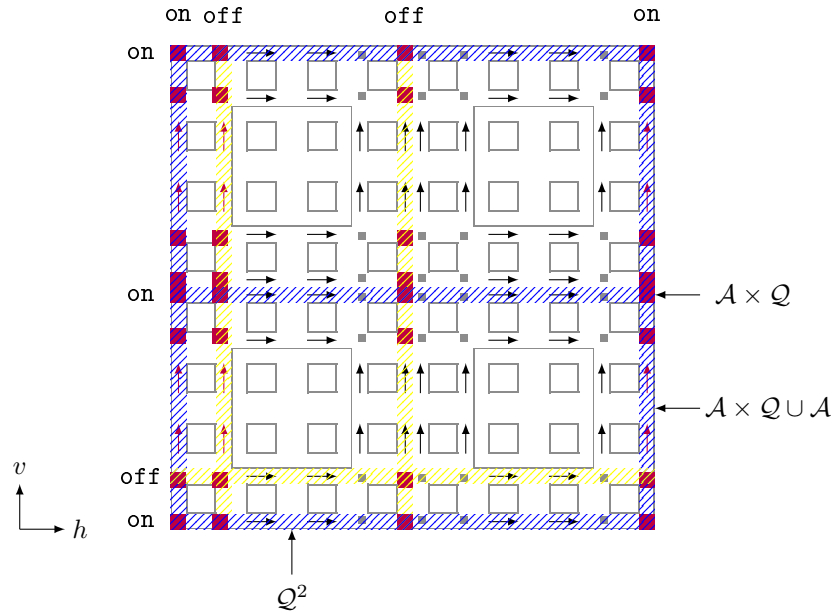 on off off on
on
on
𝒜 × 𝒬
𝒜 × 𝒬 ∪ 𝒜
off
v
on
h
𝒬²